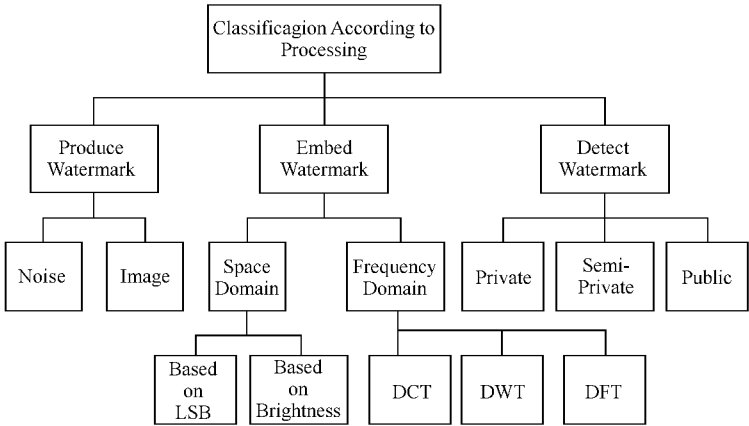 Classificagion According to
Processing
Produce
Watermark
Embed
Watermark
Detect
Watermark
Noise
Image
Space
Domain
Frequency
Domain
Private
Semi-
Private
Public
Based
on
LSB
Based
on
Brightness
DCT
DWT
DFT